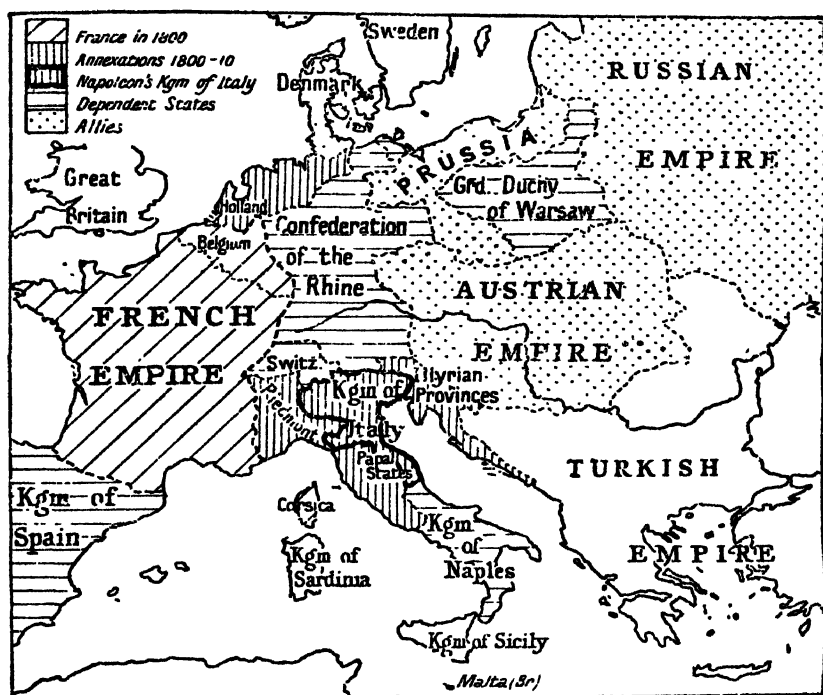 France in 1800
Annexations 1800-10
Napoleon's Kgm of Italy
Dependent States
Allies
Sweden
Denmark
RUSSIAN
EMPIRE
Great
Britain
PRUSSIA
Grd. Duchy
of Warsaw
Holland
Belgium
Confederation
of the
Rhine
FRENCH
EMPIRE
AUSTRIAN
EMPIRE
Switz.
Piedmont
Kgm of
Italy
Illyrian
Provinces
Papal
States
TURKISH
EMPIRE
Kgm of
Spain
Corsica
Kgm of
Sardinia
Kgm
of
Naples
Kgm of Sicily
Malta (Br)